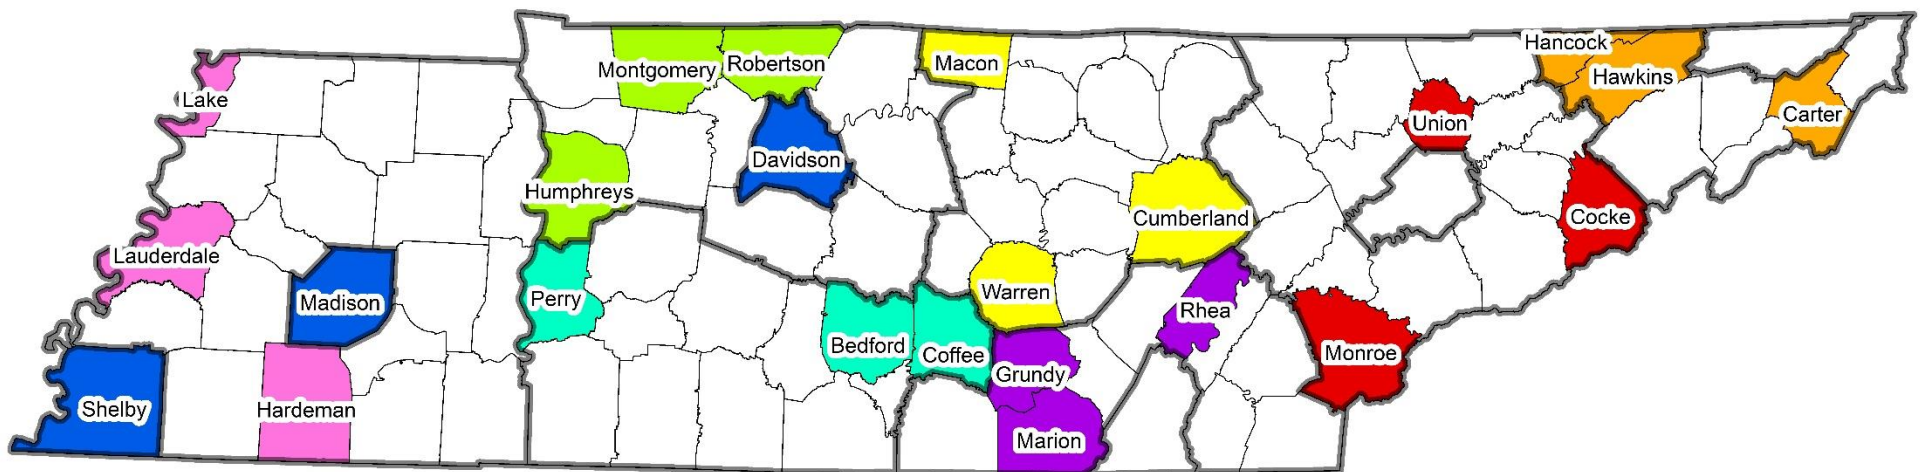 Hancock
Montgomery
Robertson
Macon
Hawkins
Lake
Carter
Union
Davidson
Humphreys
Cumberland
Cocke
Lauderdale
Madison
Perry
Warren
Rhea
Bedford
Coffee
Monroe
Grundy
Shelby
Hardeman
Marion